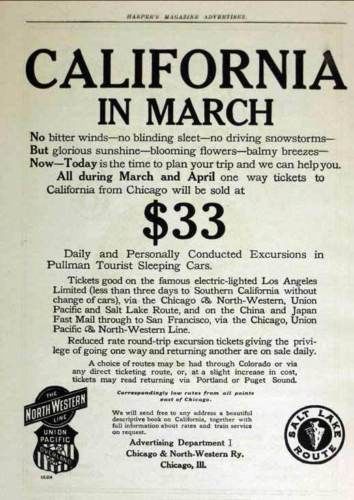 HARPER'S MAGAZINE ADVERTISER.
CALIFORNIA
IN MARCH
No bitter winds—no blinding sleet—no driving snowstorms—
But glorious sunshine—blooming flowers—balmy breezes—
Now—Today is the time to plan your trip and we can help you.
All during March and April one way tickets to
California from Chicago will be sold at
$33
Daily and Personally Conducted Excursions in
Pullman Tourist Sleeping Cars.
Tickets good on the famous electric-lighted Los Angeles
Limited (less than three days to Southern California without
change of cars), via the Chicago & North-Western, Union
Pacific and Salt Lake Route, and on the China and Japan
Fast Mail through to San Francisco, via the Chicago, Union
Pacific & North-Western Line.
Reduced rate round-trip excursion tickets giving the privi-
lege of going one way and returning another are on sale daily.
A choice of routes may be had through Colorado or via
any direct ticketing route, or, at a slight increase in cost,
tickets may read returning via Portland or Puget Sound.
Correspondingly low rates from all points
east of Chicago.
We will send free to any address a beautiful
descriptive book on California, together with
full information about rates and train service
on request.
Advertising Department I
Chicago & North-Western Ry.
Chicago, Ill.
THE
NORTH WESTERN
LINE
UNION
PACIFIC
SALT LAKE
ROUTE